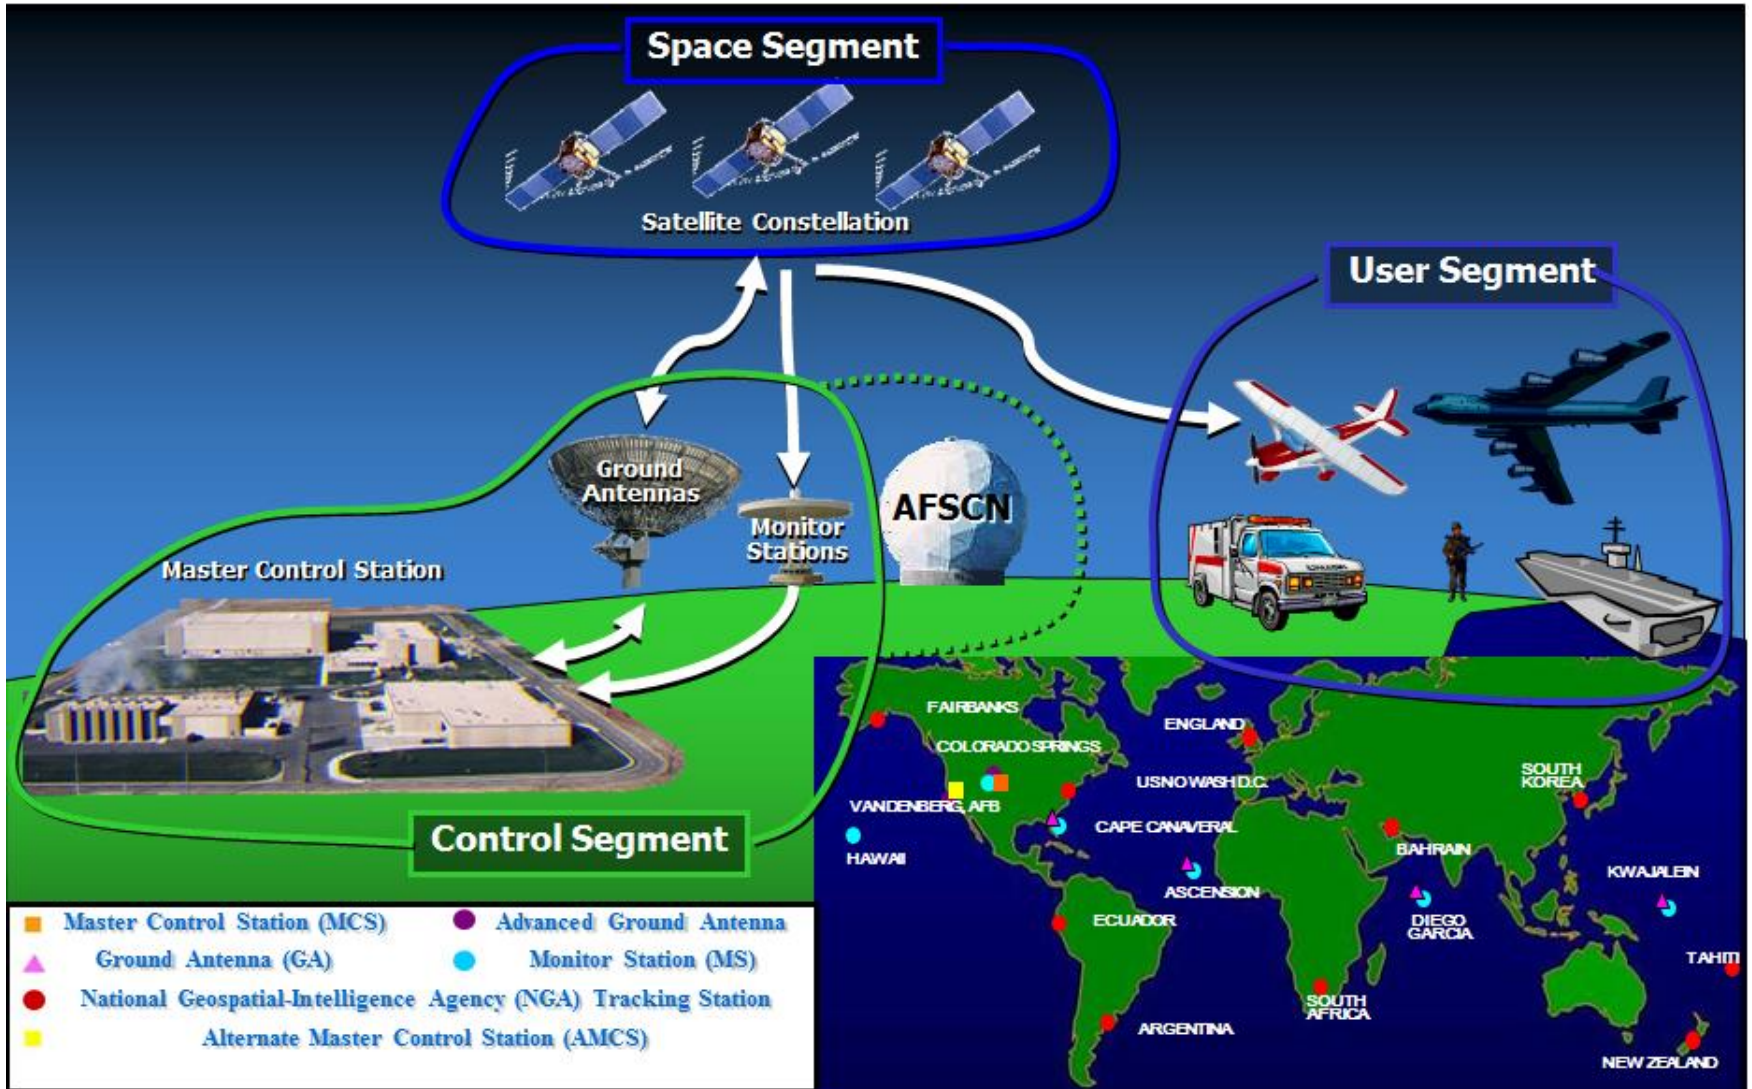 Space Segment
Satellite Constellation
User Segment
Ground
Antennas
Monitor
Stations
AFSCN
Master Control Station
Control Segment
FAIRBANKS
ENGLAND
COLORADO SPRINGS
USNO WASH D.C.
SOUTH
KOREA
VANDENBERG, AFB
CAPE CANAVERAL
HAWAII
BAHRAIN
ASCENSION
KWAJALEIN
ECUADOR
DIEGO
GARCIA
TAHITI
SOUTH
AFRICA
ARGENTINA
NEW ZEALAND
Master Control Station (MCS)
Advanced Ground Antenna
Ground Antenna (GA)
Monitor Station (MS)
National Geospatial-Intelligence Agency (NGA) Tracking Station
Alternate Master Control Station (AMCS)